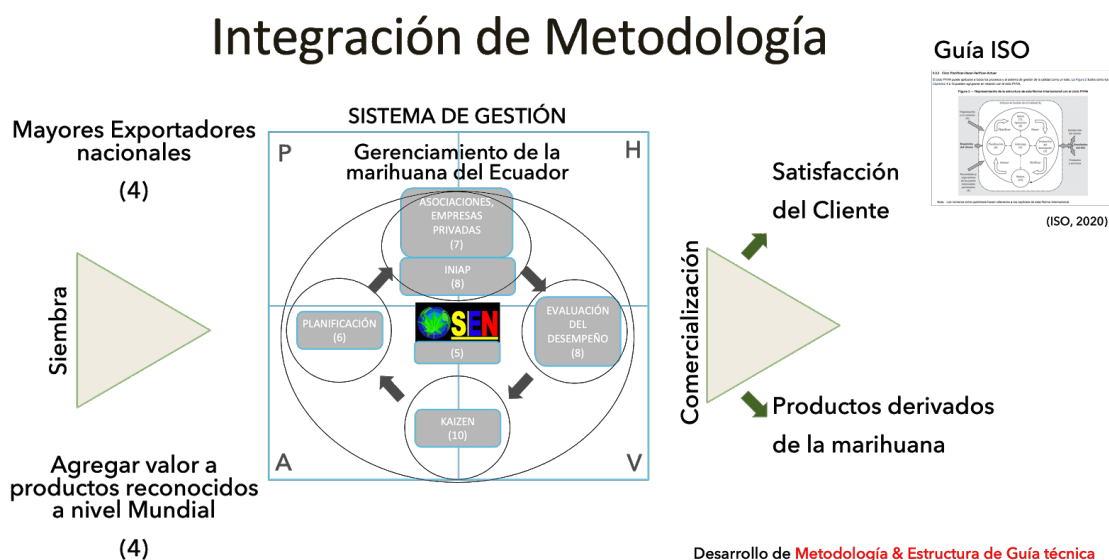 Integración de Metodología
Guía ISO
Mayores Exportadores
nacionales
(4)
SISTEMA DE GESTIÓN
P
H
Gerenciamiento de la
marihuana del Ecuador
ASOCIACIONES,
EMPRESAS
PRIVADAS
(7)
INIAP
(8)
PLANIFICACIÓN
(6)
SEN
(5)
EVALUACIÓN
DEL
DESEMPEÑO
(8)
KAIZEN
(10)
A
V
Siembra
Comercialización
Satisfacción
del Cliente
(ISO, 2020)
Productos derivados
de la marihuana
Agregar valor a
productos reconocidos
a nivel Mundial
(4)
Desarrollo de Metodología & Estructura de Guía técnica